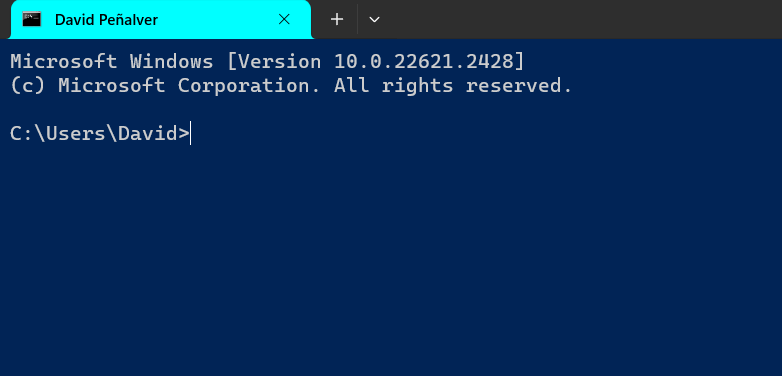 David Peñalver
Microsoft Windows [Version 10.0.22621.2428]
(c) Microsoft Corporation. All rights reserved.
C:\Users\David>